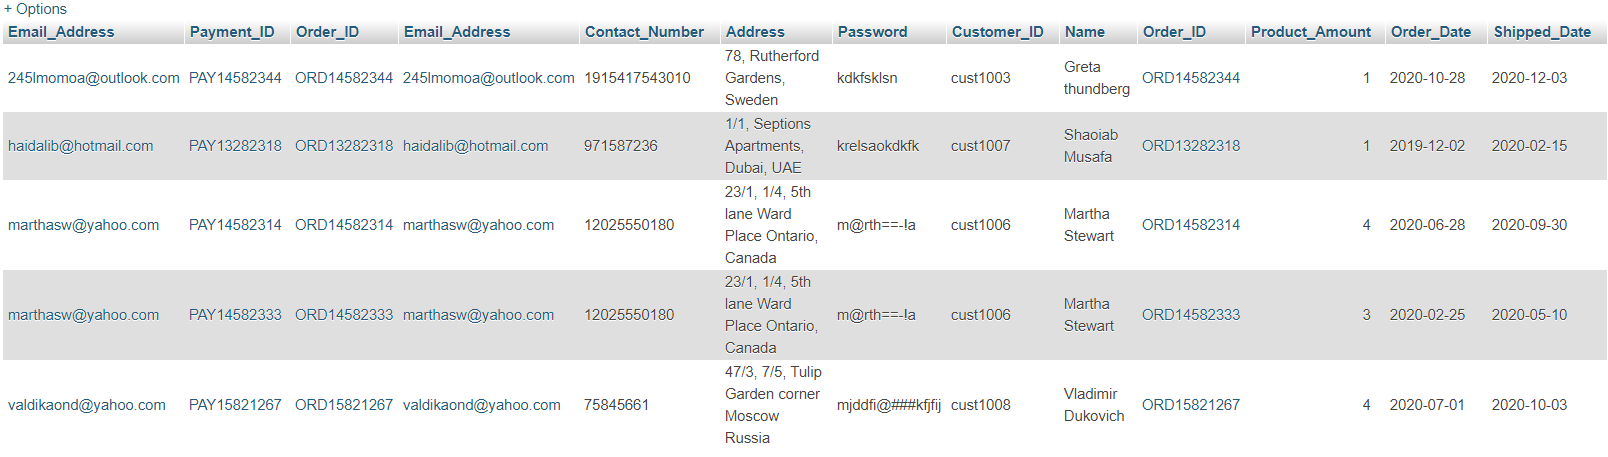 + Options
Email_Address Payment_ID Order_ID Email_Address Contact_Number Address Password Customer_ID Name Order_ID Product_Amount Order_Date Shipped_Date
245lmomoa@outlook.com PAY14582344 ORD14582344 245lmomoa@outlook.com 1915417543010 78, Rutherford Gardens, Sweden kdkfsklsn cust1003 Greta thundberg ORD14582344 1 2020-10-28 2020-12-03
haidalib@hotmail.com PAY13282318 ORD13282318 haidalib@hotmail.com 971587236 1/1, Septions Apartments, Dubai, UAE krelsaokdkfk cust1007 Shaoiab Musafa ORD13282318 1 2019-12-02 2020-02-15
marthasw@yahoo.com PAY14582314 ORD14582314 marthasw@yahoo.com 12025550180 23/1, 1/4, 5th lane Ward Place Ontario, Canada m@rth==-!a cust1006 Martha Stewart ORD14582314 4 2020-06-28 2020-09-30
marthasw@yahoo.com PAY14582333 ORD14582333 marthasw@yahoo.com 12025550180 23/1, 1/4, 5th lane Ward Place Ontario, Canada m@rth==-!a cust1006 Martha Stewart ORD14582333 3 2020-02-25 2020-05-10
valdikaond@yahoo.com PAY15821267 ORD15821267 valdikaond@yahoo.com 75845661 47/3, 7/5, Tulip Garden corner Moscow Russia mjddfi@###kfjfij cust1008 Vladimir Dukovich ORD15821267 4 2020-07-01 2020-10-03